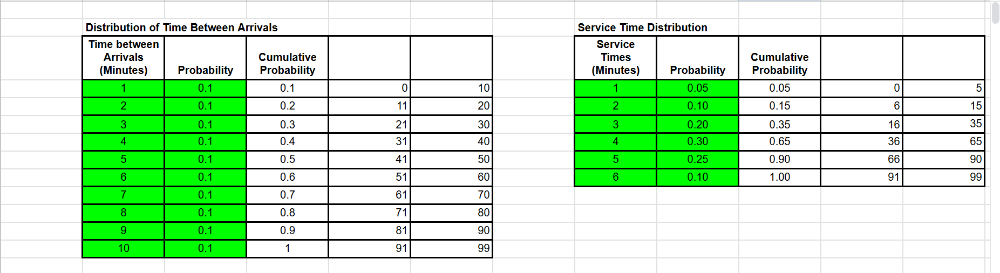 Distribution of Time Between Arrivals
Time between
Arrivals
(Minutes) Probability Cumulative
Probability
1 0.1 0.1 0 10
2 0.1 0.2 11 20
3 0.1 0.3 21 30
4 0.1 0.4 31 40
5 0.1 0.5 41 50
6 0.1 0.6 51 60
7 0.1 0.7 61 70
8 0.1 0.8 71 80
9 0.1 0.9 81 90
10 0.1 1 91 99
Service Time Distribution
Service
Times
(Minutes) Probability Cumulative
Probability
1 0.05 0.05 0 5
2 0.10 0.15 6 15
3 0.20 0.35 16 35
4 0.30 0.65 36 65
5 0.25 0.90 66 90
6 0.10 1.00 91 99